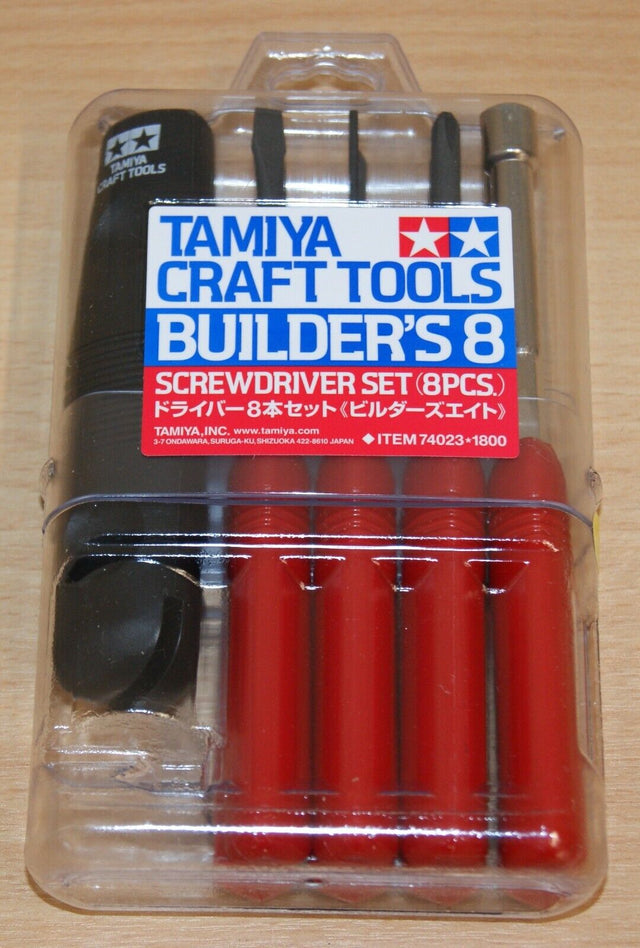 TAMIYA
CRAFT TOOLS
TAMIYA
CRAFT TOOLS
BUILDER'S 8
SCREWDRIVER SET (8PCS.)
ドライバー8本セット《ビルダーズエイト》
TAMIYA, INC. www.tamiya.com
3-7 ONDAWARA, SURUGA-KU, SHIZUOKA 422-8610 JAPAN ◆ITEM 74023★1800